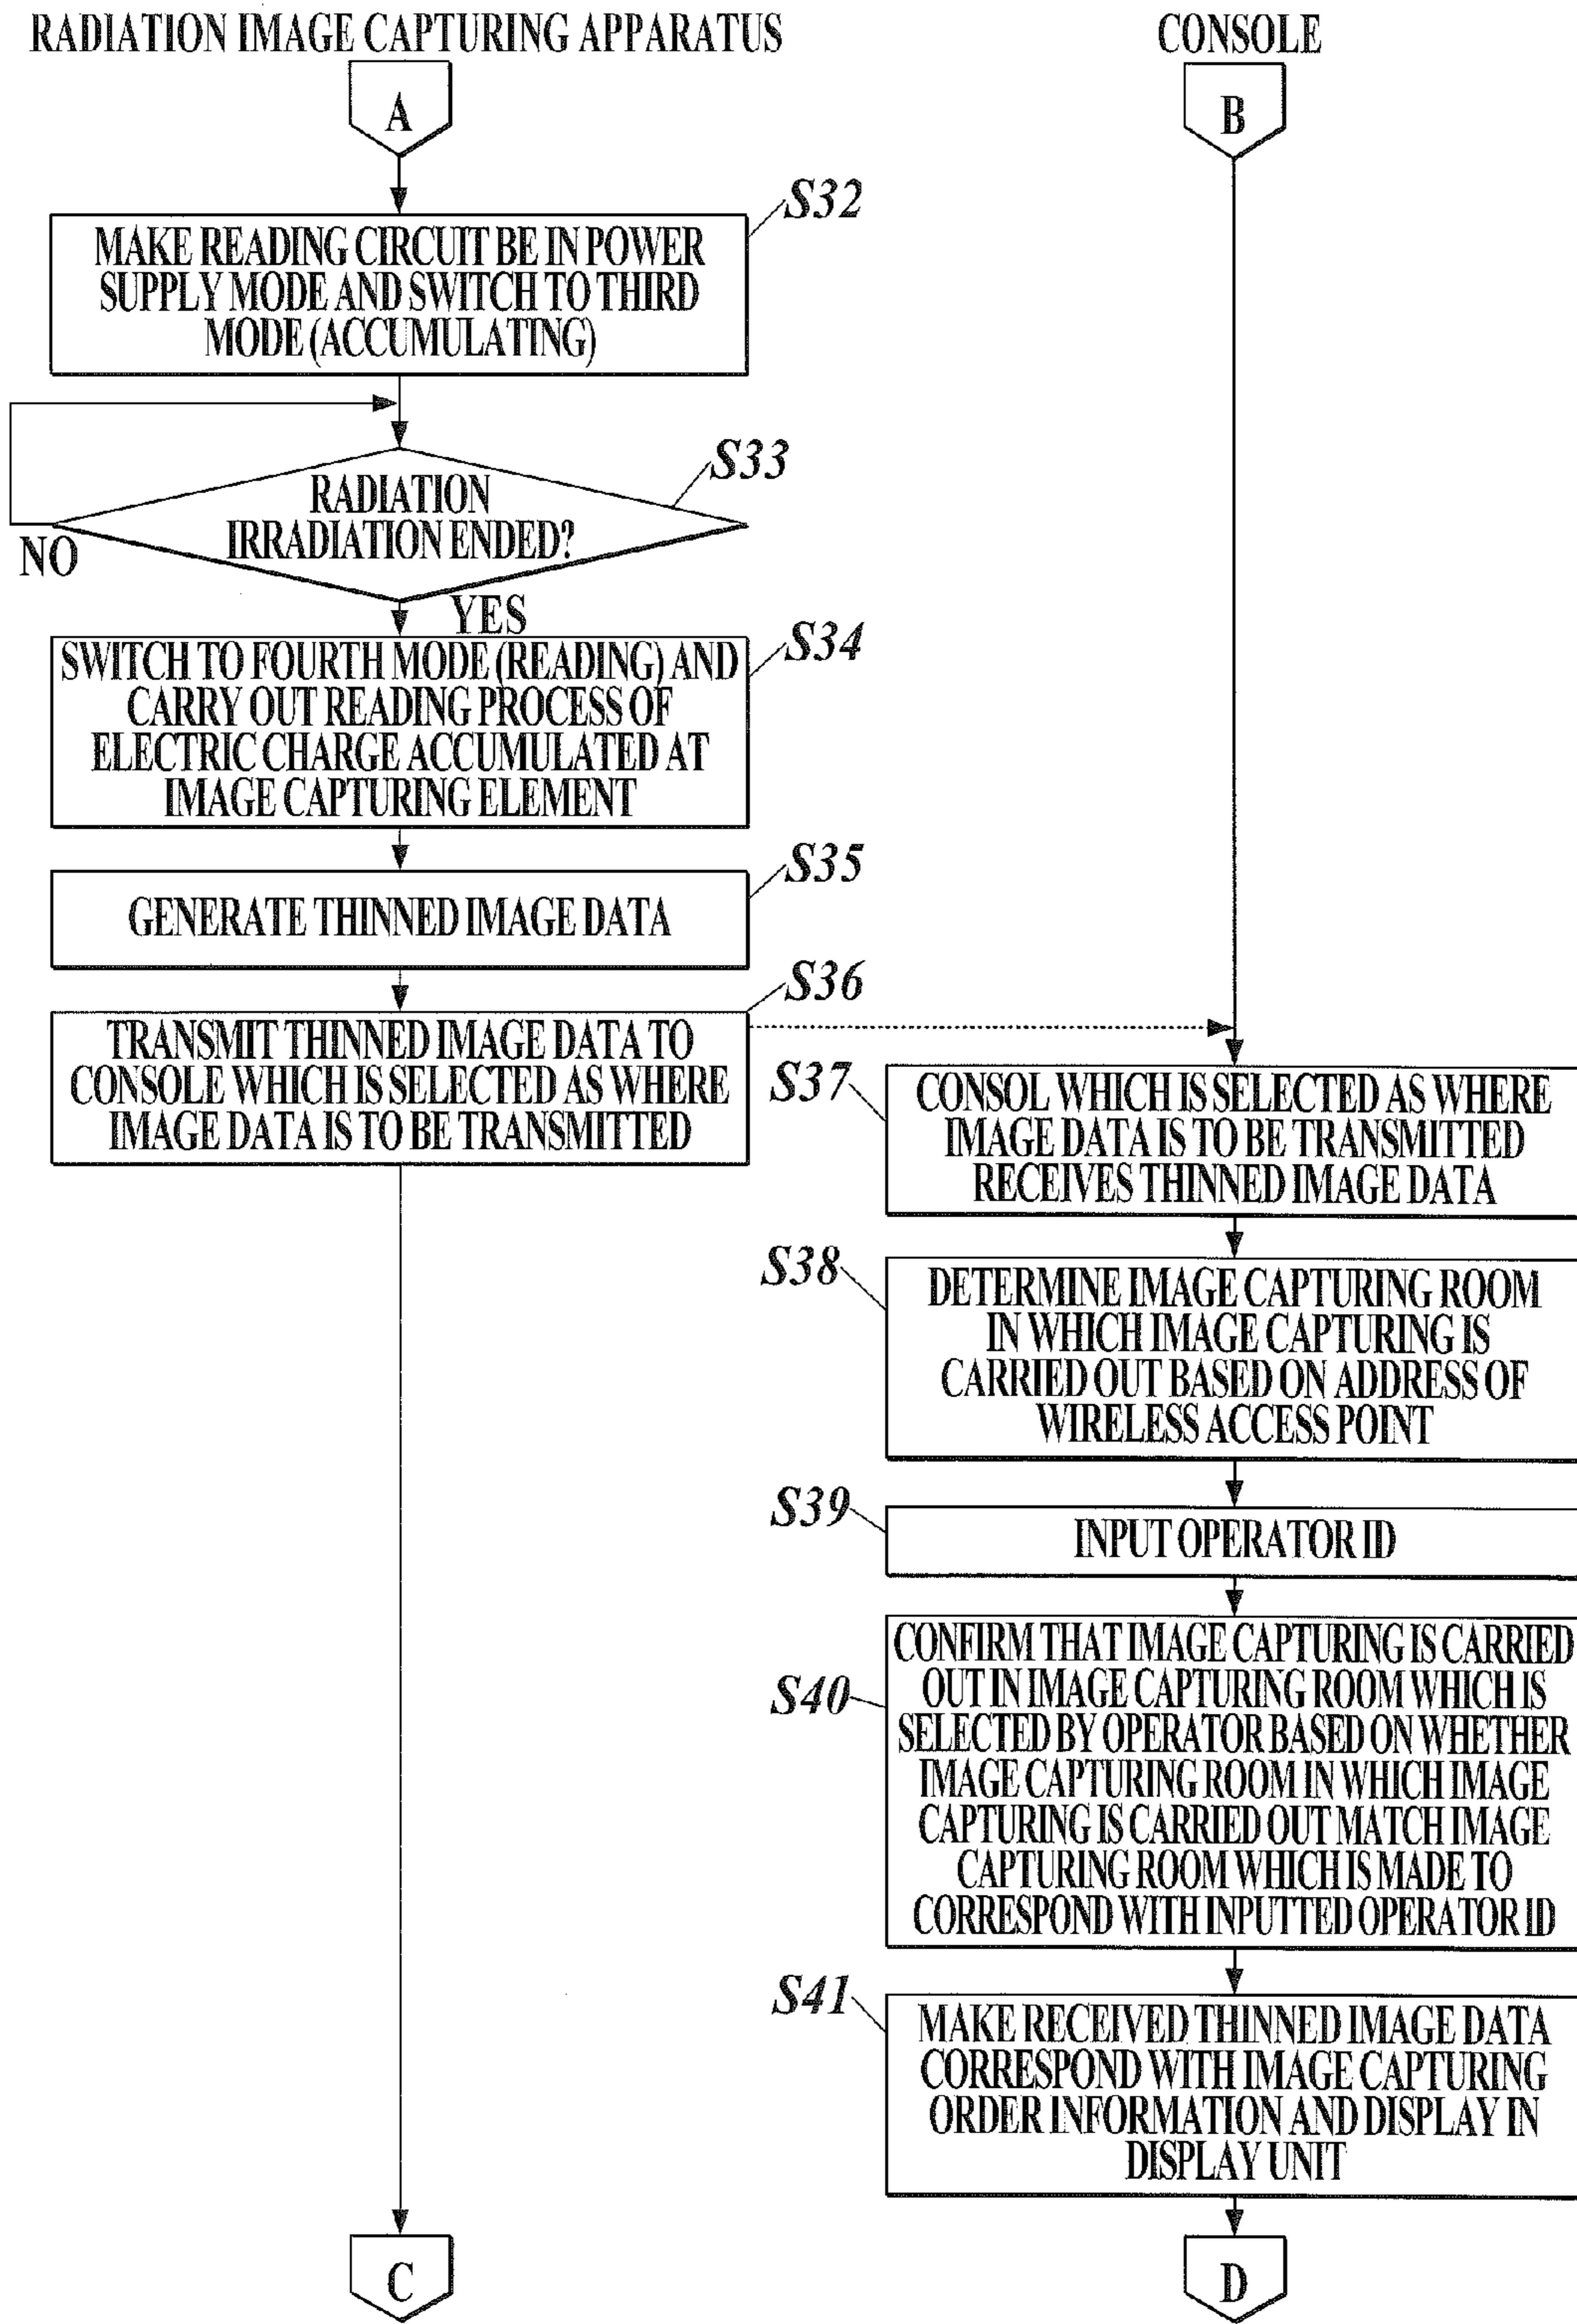 RADIATION IMAGE CAPTURING APPARATUS
A
S32
MAKE READING CIRCUIT BE IN POWER
SUPPLY MODE AND SWITCH TO THIRD
MODE (ACCUMULATING)
S33
RADIATION
IRRADIATION ENDED?
NO
YES
S34
SWITCH TO FOURTH MODE (READING) AND
CARRY OUT READING PROCESS OF
ELECTRIC CHARGE ACCUMULATED AT
IMAGE CAPTURING ELEMENT
S35
GENERATE THINNED IMAGE DATA
S36
TRANSMIT THINNED IMAGE DATA TO
CONSOLE WHICH IS SELECTED AS WHERE
IMAGE DATA IS TO BE TRANSMITTED
C
CONSOLE
B
S37
CONSOL WHICH IS SELECTED AS WHERE
IMAGE DATA IS TO BE TRANSMITTED
RECEIVES THINNED IMAGE DATA
S38
DETERMINE IMAGE CAPTURING ROOM
IN WHICH IMAGE CAPTURING IS
CARRIED OUT BASED ON ADDRESS OF
WIRELESS ACCESS POINT
S39
INPUT OPERATOR ID
S40
CONFIRM THAT IMAGE CAPTURING IS CARRIED
OUT IN IMAGE CAPTURING ROOM WHICH IS
SELECTED BY OPERATOR BASED ON WHETHER
IMAGE CAPTURING ROOM IN WHICH IMAGE
CAPTURING IS CARRIED OUT MATCH IMAGE
CAPTURING ROOM WHICH IS MADE TO
CORRESPOND WITH INPUTTED OPERATOR ID
S41
MAKE RECEIVED THINNED IMAGE DATA
CORRESPOND WITH IMAGE CAPTURING
ORDER INFORMATION AND DISPLAY IN
DISPLAY UNIT
D